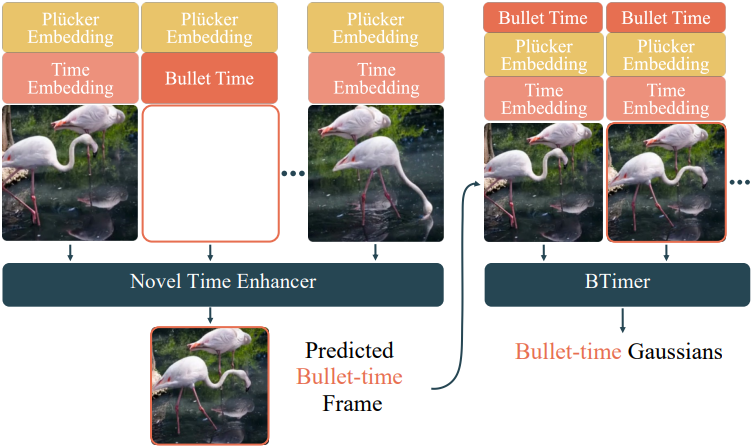 Plücker
Embedding
Plücker
Embedding
Plücker
Embedding
Time
Embedding
Bullet Time
Time
Embedding
Novel Time Enhancer
Predicted
Bullet-time
Frame
Bullet Time
Bullet Time
Plücker
Embedding
Plücker
Embedding
Time
Embedding
Time
Embedding
BTimer
Bullet-time Gaussians